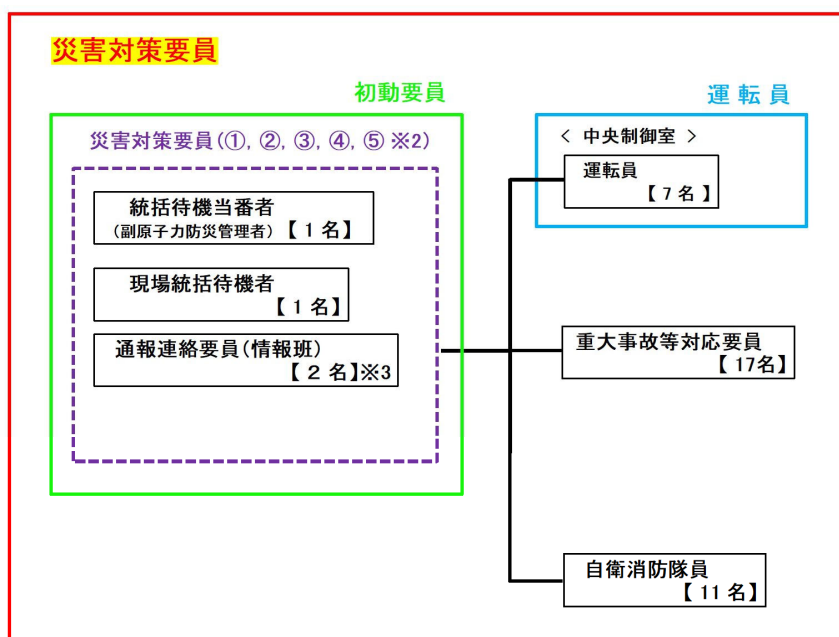 災害対策要員
初動要員
災害対策要員(①, ②, ③, ④, ⑤ ※2)
統括待機当番者
(副原子力防災管理者) 【 1 名】
現場統括待機者
【 1 名】
通報連絡要員(情報班)
【 2 名】※3
運 転 員
< 中央制御室 >
運転員
【 7 名 】
重大事故等対応要員
【 17名】
自衛消防隊員
【 11 名】